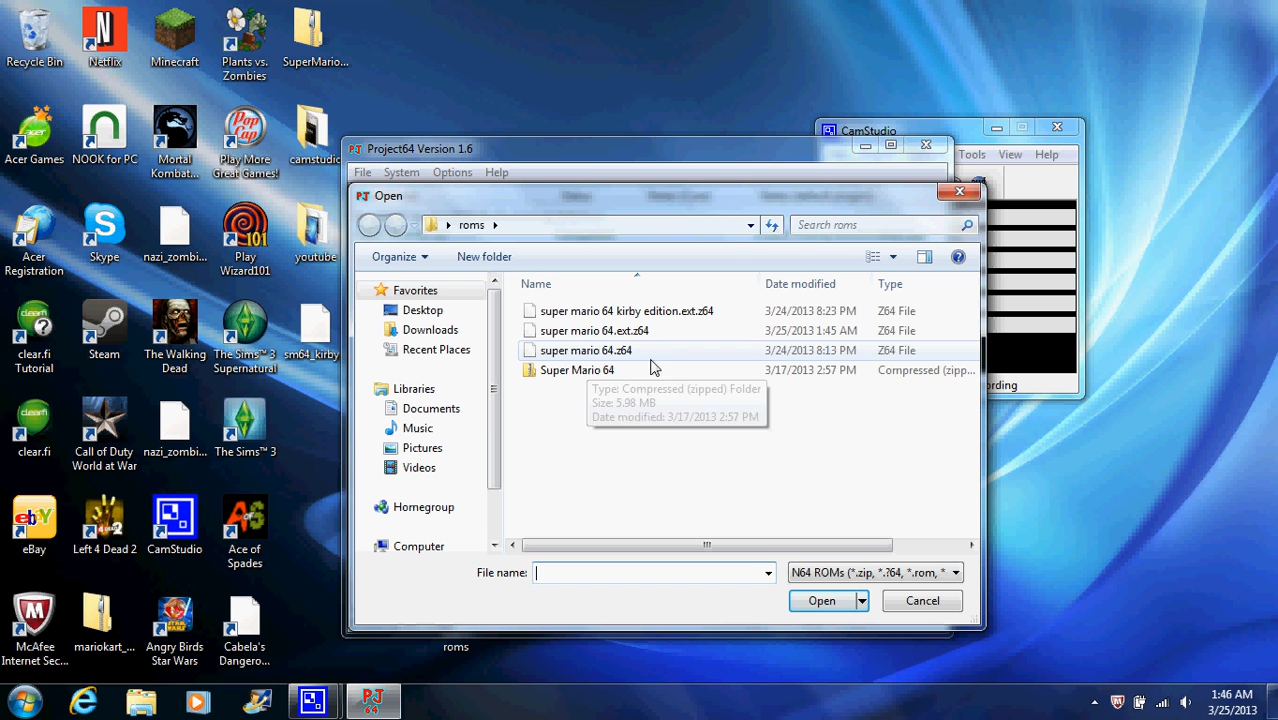 Recycle Bin
Netflix
Minecraft
Plants vs.
Zombies
SuperMario...
Acer Games
NOOK for PC
Mortal
Kombat...
Play More
Great Games!
camstudio
Acer
Registration
Skype
nazi_zombi...
Play
Wizard101
youtube
clear.fi
Tutorial
Steam
The Walking
Dead
The Sims™ 3
Supernatural
sm64_kirby
clear.fi
Call of Duty
World at War
nazi_zombi...
The Sims™ 3
eBay
Left 4 Dead 2
CamStudio
Ace of
Spades
McAfee
Internet Sec...
mariokart_...
Angry Birds
Star Wars
Cabela's
Dangero...
roms
CamStudio
Tools View Help
Project64 Version 1.6
File System Options Help
Open
roms
Search roms
Organize
New folder
Name Date modified Type
Favorites
Desktop
Downloads
Recent Places
Libraries
Documents
Music
Pictures
Videos
Homegroup
Computer
super mario 64 kirby edition.ext.z64 3/24/2013 8:23 PM Z64 File
super mario 64.ext.z64 3/25/2013 1:45 AM Z64 File
super mario 64.z64 3/24/2013 8:13 PM Z64 File
Super Mario 64 3/17/2013 2:57 PM Compressed (zipp...
Type: Compressed (zipped) Folder
Size: 5.98 MB
Date modified: 3/17/2013 2:57 PM
ording
File name:
N64 ROMs (*.zip, *.?64, *.rom, *
Open
Cancel
1:46 AM
3/25/2013